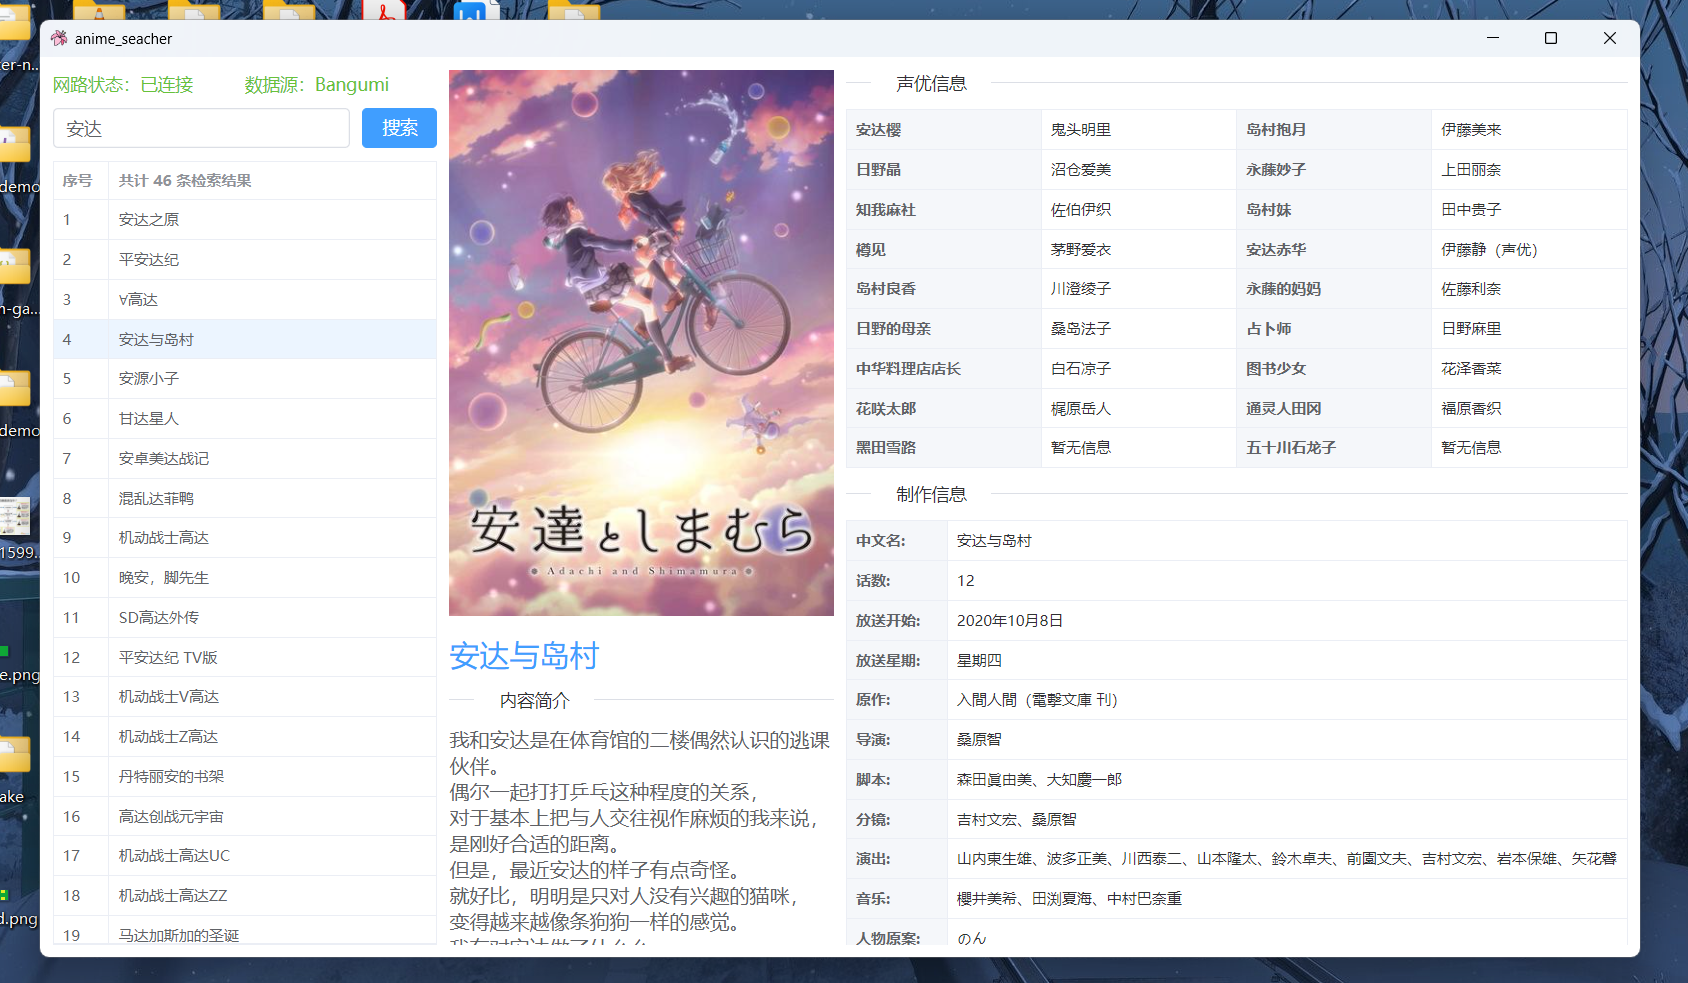 anime_seacher
网路状态：已连接 数据源：Bangumi
安达 搜索
序号 共计 46 条检索结果
1 安达之原
2 平安达纪
3 ∀高达
4 安达与岛村
5 安源小子
6 甘达星人
7 安卓美达战记
8 混乱达菲鸭
9 机动战士高达
10 晚安，脚先生
11 SD高达外传
12 平安达纪 TV版
13 机动战士V高达
14 机动战士Z高达
15 丹特丽安的书架
16 高达创战元宇宙
17 机动战士高达UC
18 机动战士高达ZZ
19 马达加斯加的圣诞
安達としまむら
Adachi and Shimamura
安达与岛村
内容简介
我和安达是在体育馆的二楼偶然认识的逃课
伙伴。
偶尔一起打打乒乓这种程度的关系，
对于基本上把与人交往视作麻烦的我来说，
是刚好合适的距离。
但是，最近安达的样子有点奇怪。
就好比，明明是只对人没有兴趣的猫咪，
变得越来越像条狗狗一样的感觉。
声优信息
安达樱 鬼头明里 岛村抱月 伊藤美来
日野晶 沼仓爱美 永藤妙子 上田丽奈
知我麻社 佐伯伊织 岛村妹 田中贵子
樽见 茅野爱衣 安达赤华 伊藤静（声优）
岛村良香 川澄绫子 永藤的妈妈 佐藤利奈
日野的母亲 桑岛法子 占卜师 日野麻里
中华料理店店长 白石凉子 图书少女 花泽香菜
花咲太郎 梶原岳人 通灵人田冈 福原香织
黑田雪路 暂无信息 五十川石龙子 暂无信息
制作信息
中文名: 安达与岛村
话数: 12
放送开始: 2020年10月8日
放送星期: 星期四
原作: 入間人間（電擊文庫 刊）
导演: 桑原智
脚本: 森田眞由美、大知慶一郎
分镜: 吉村文宏、桑原智
演出: 山内東生雄、波多正美、川西泰二、山本隆太、鈴木卓夫、前園文夫、吉村文宏、岩本保雄、矢花馨
音乐: 櫻井美希、田渕夏海、中村巴奈重
人物原案: のん
er-n...
demo
n-ga...
demo
1599...
e.png
ake
d.png